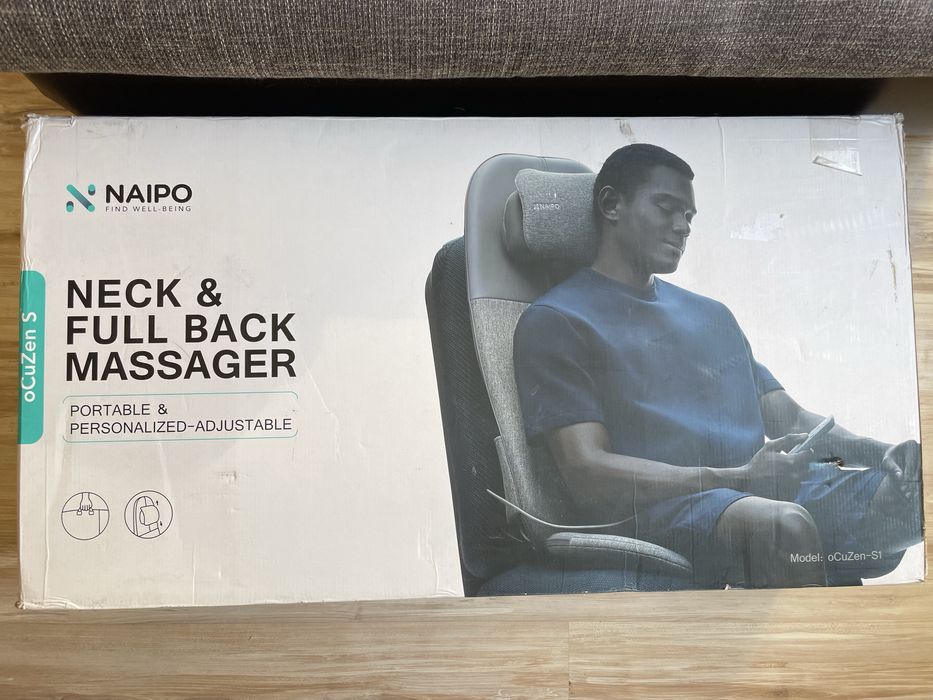 NAIPO
FIND WELL-BEING
oCuZen S
NECK &
FULL BACK
MASSAGER
PORTABLE &
PERSONALIZED-ADJUSTABLE
NAIPO
Model: oCuZen-S1